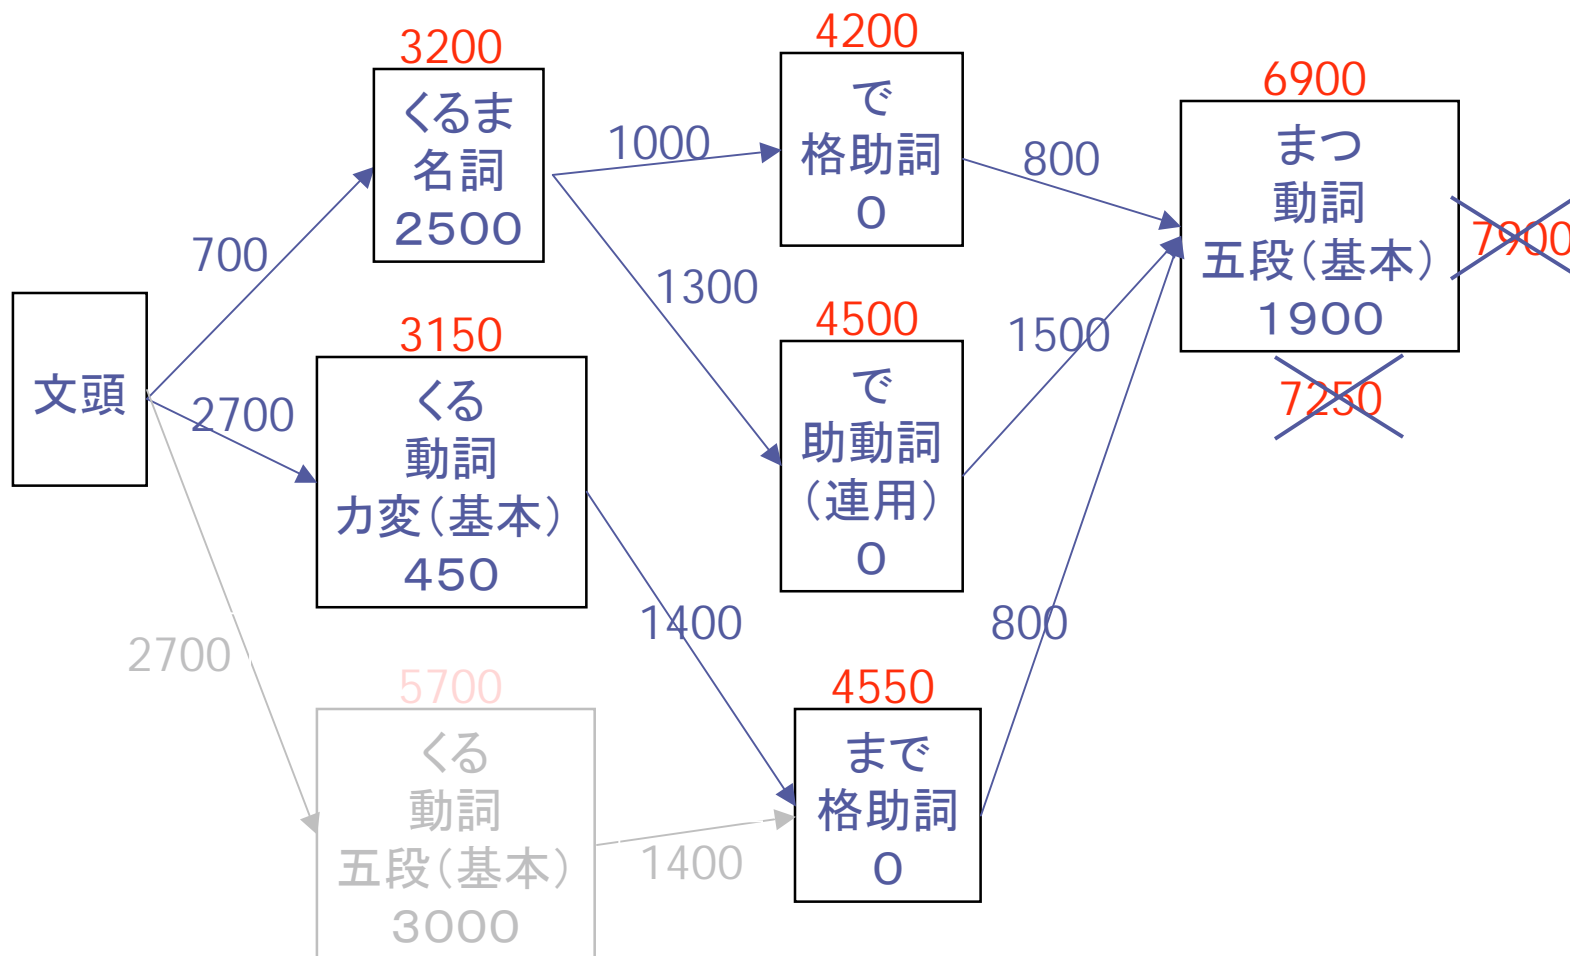 文頭
700
2700
2700
3200
くるま
名詞
2500
3150
くる
動詞
カ変(基本)
450
5700
くる
動詞
五段(基本)
3000
1000
1300
1400
1400
4200
で
格助詞
0
4500
で
助動詞
(連用)
0
4550
まで
格助詞
0
800
1500
800
6900
まつ
動詞
五段(基本)
1900
7900
7250